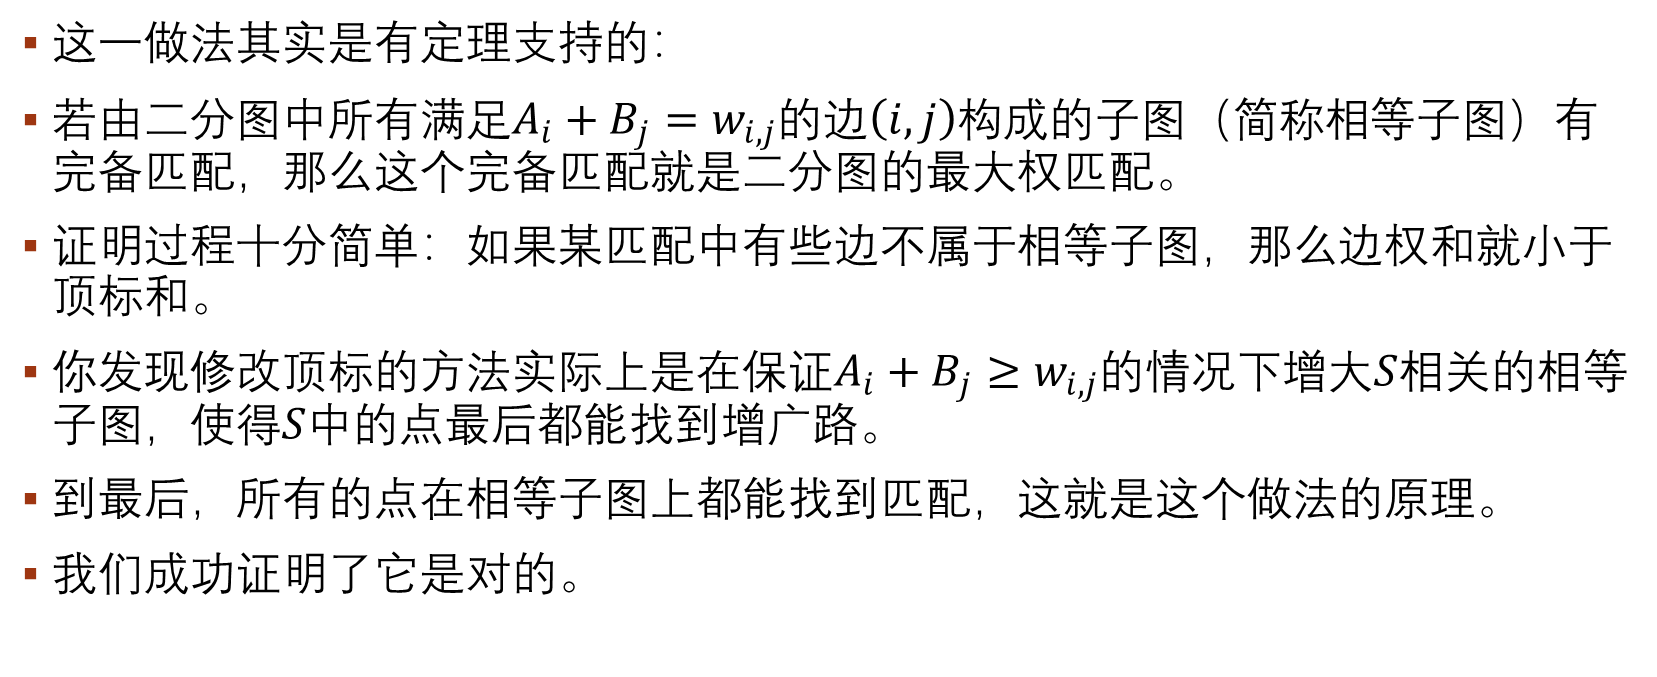 ▪ 这一做法其实是有定理支持的：
▪ 若由二分图中所有满足𝐴ᵢ + 𝐵ⱼ = 𝑤ᵢ,ⱼ的边(𝑖, 𝑗)构成的子图（简称相等子图）有
完备匹配，那么这个完备匹配就是二分图的最大权匹配。
▪ 证明过程十分简单：如果某匹配中有些边不属于相等子图，那么边权和就小于
顶标和。
▪ 你发现修改顶标的方法实际上是在保证𝐴ᵢ + 𝐵ⱼ ≥ 𝑤ᵢ,ⱼ的情况下增大𝑆相关的相等
子图，使得𝑆中的点最后都能找到增广路。
▪ 到最后，所有的点在相等子图上都能找到匹配，这就是这个做法的原理。
▪ 我们成功证明了它是对的。